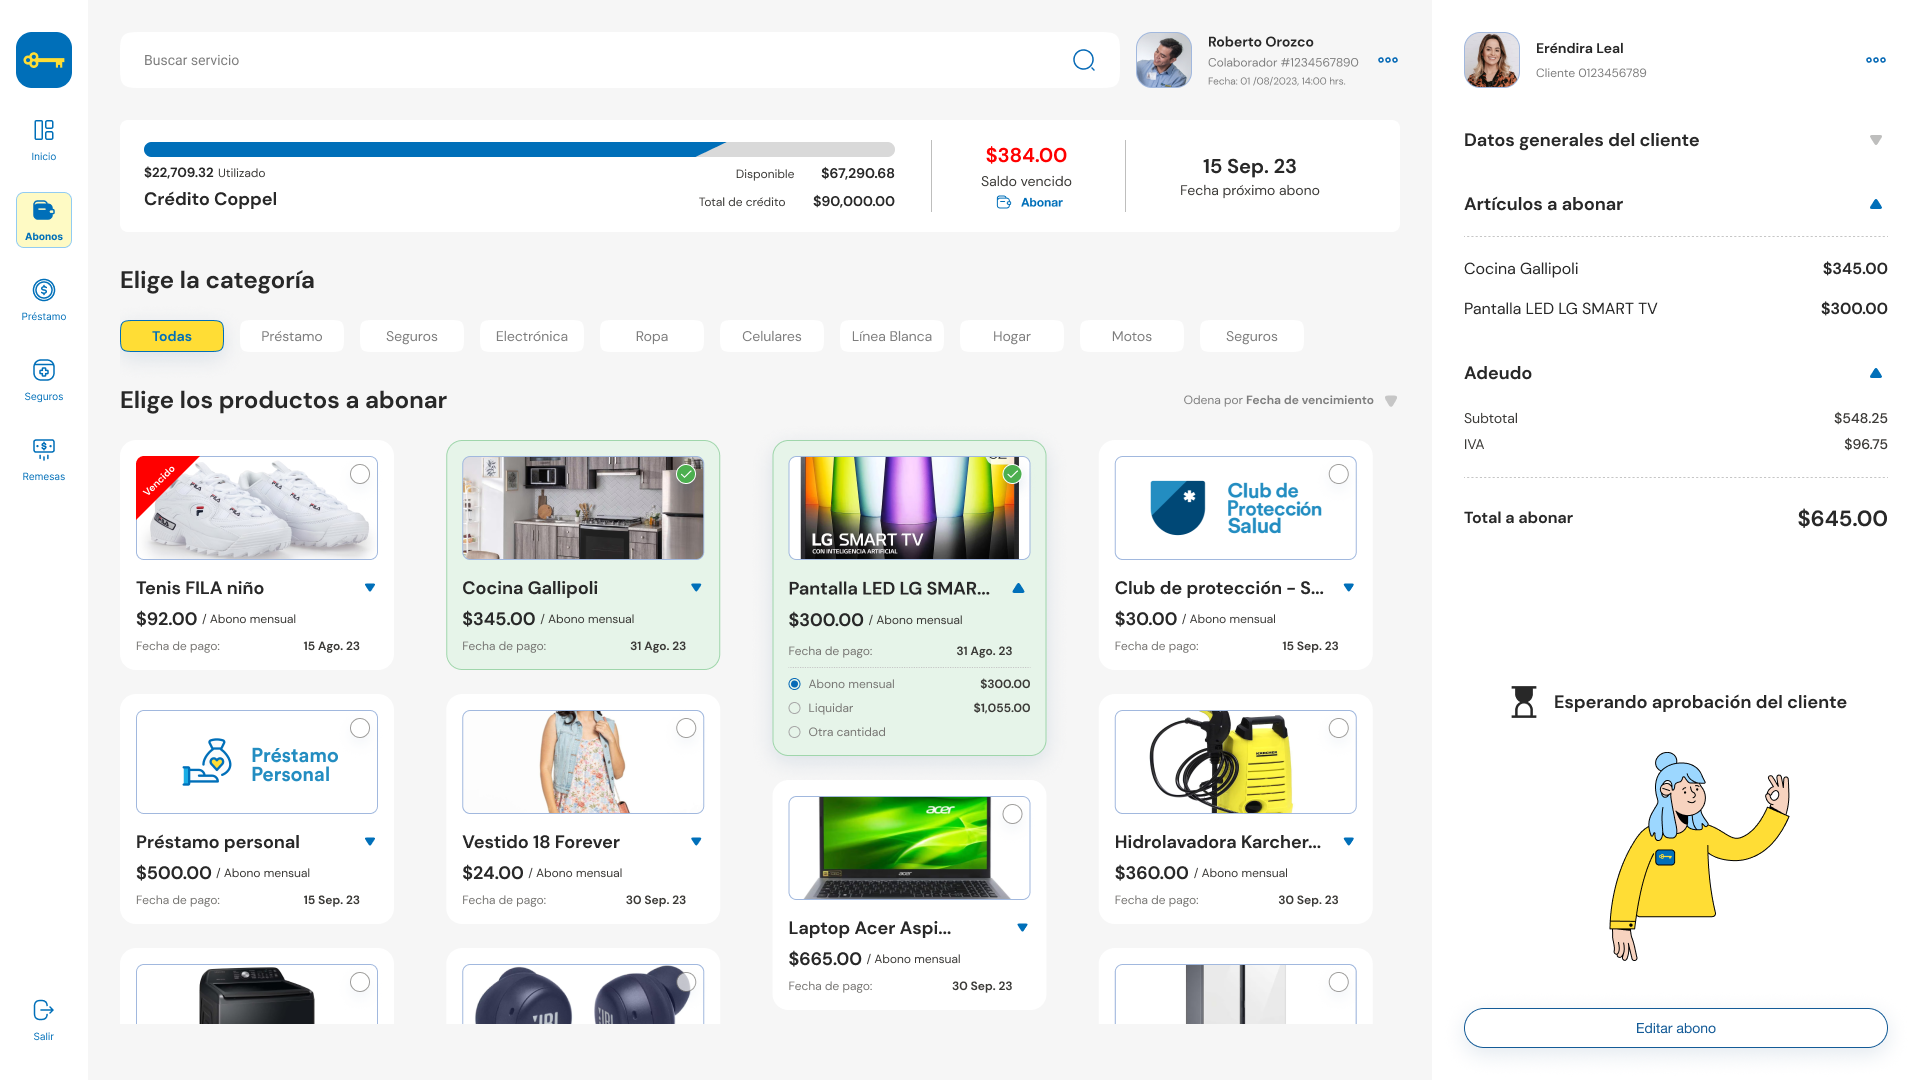 Buscar servicio
Roberto Orozco
Colaborador #1234567890
Fecha: 01 /08/2023, 14:00 hrs.
Eréndira Leal
Cliente 0123456789
Inicio
Abonos
Préstamo
Seguros
Remesas
Salir
$22,709.32 Utilizado
Disponible $67,290.68
Crédito Coppel
Total de crédito $90,000.00
$384.00
Saldo vencido
Abonar
15 Sep. 23
Fecha próximo abono
Elige la categoría
Todas
Préstamo
Seguros
Electrónica
Ropa
Celulares
Línea Blanca
Hogar
Motos
Seguros
Elige los productos a abonar
Odena por Fecha de vencimiento
Vencido
FILA
FILA
FILA
FILA
Tenis FILA niño
$92.00 / Abono mensual
Fecha de pago: 15 Ago. 23
Cocina Gallipoli
$345.00 / Abono mensual
Fecha de pago: 31 Ago. 23
LG SMART TV
CON INTELIGENCIA ARTIFICIAL
Pantalla LED LG SMAR...
$300.00 / Abono mensual
Fecha de pago: 31 Ago. 23
Abono mensual $300.00
Liquidar $1,055.00
Otra cantidad
Club de
Protección
Salud
Club de protección - S...
$30.00 / Abono mensual
Fecha de pago: 15 Sep. 23
Préstamo
Personal
Préstamo personal
$500.00 / Abono mensual
Fecha de pago: 15 Sep. 23
Vestido 18 Forever
$24.00 / Abono mensual
Fecha de pago: 30 Sep. 23
acer
acer
Laptop Acer Aspi...
$665.00 / Abono mensual
Fecha de pago: 30 Sep. 23
KARCHER
Hidrolavadora Karcher...
$360.00 / Abono mensual
Fecha de pago: 30 Sep. 23
JBL
JBL
Datos generales del cliente
Artículos a abonar
Cocina Gallipoli $345.00
Pantalla LED LG SMART TV $300.00
Adeudo
Subtotal $548.25
IVA $96.75
Total a abonar $645.00
Esperando aprobación del cliente
Editar abono